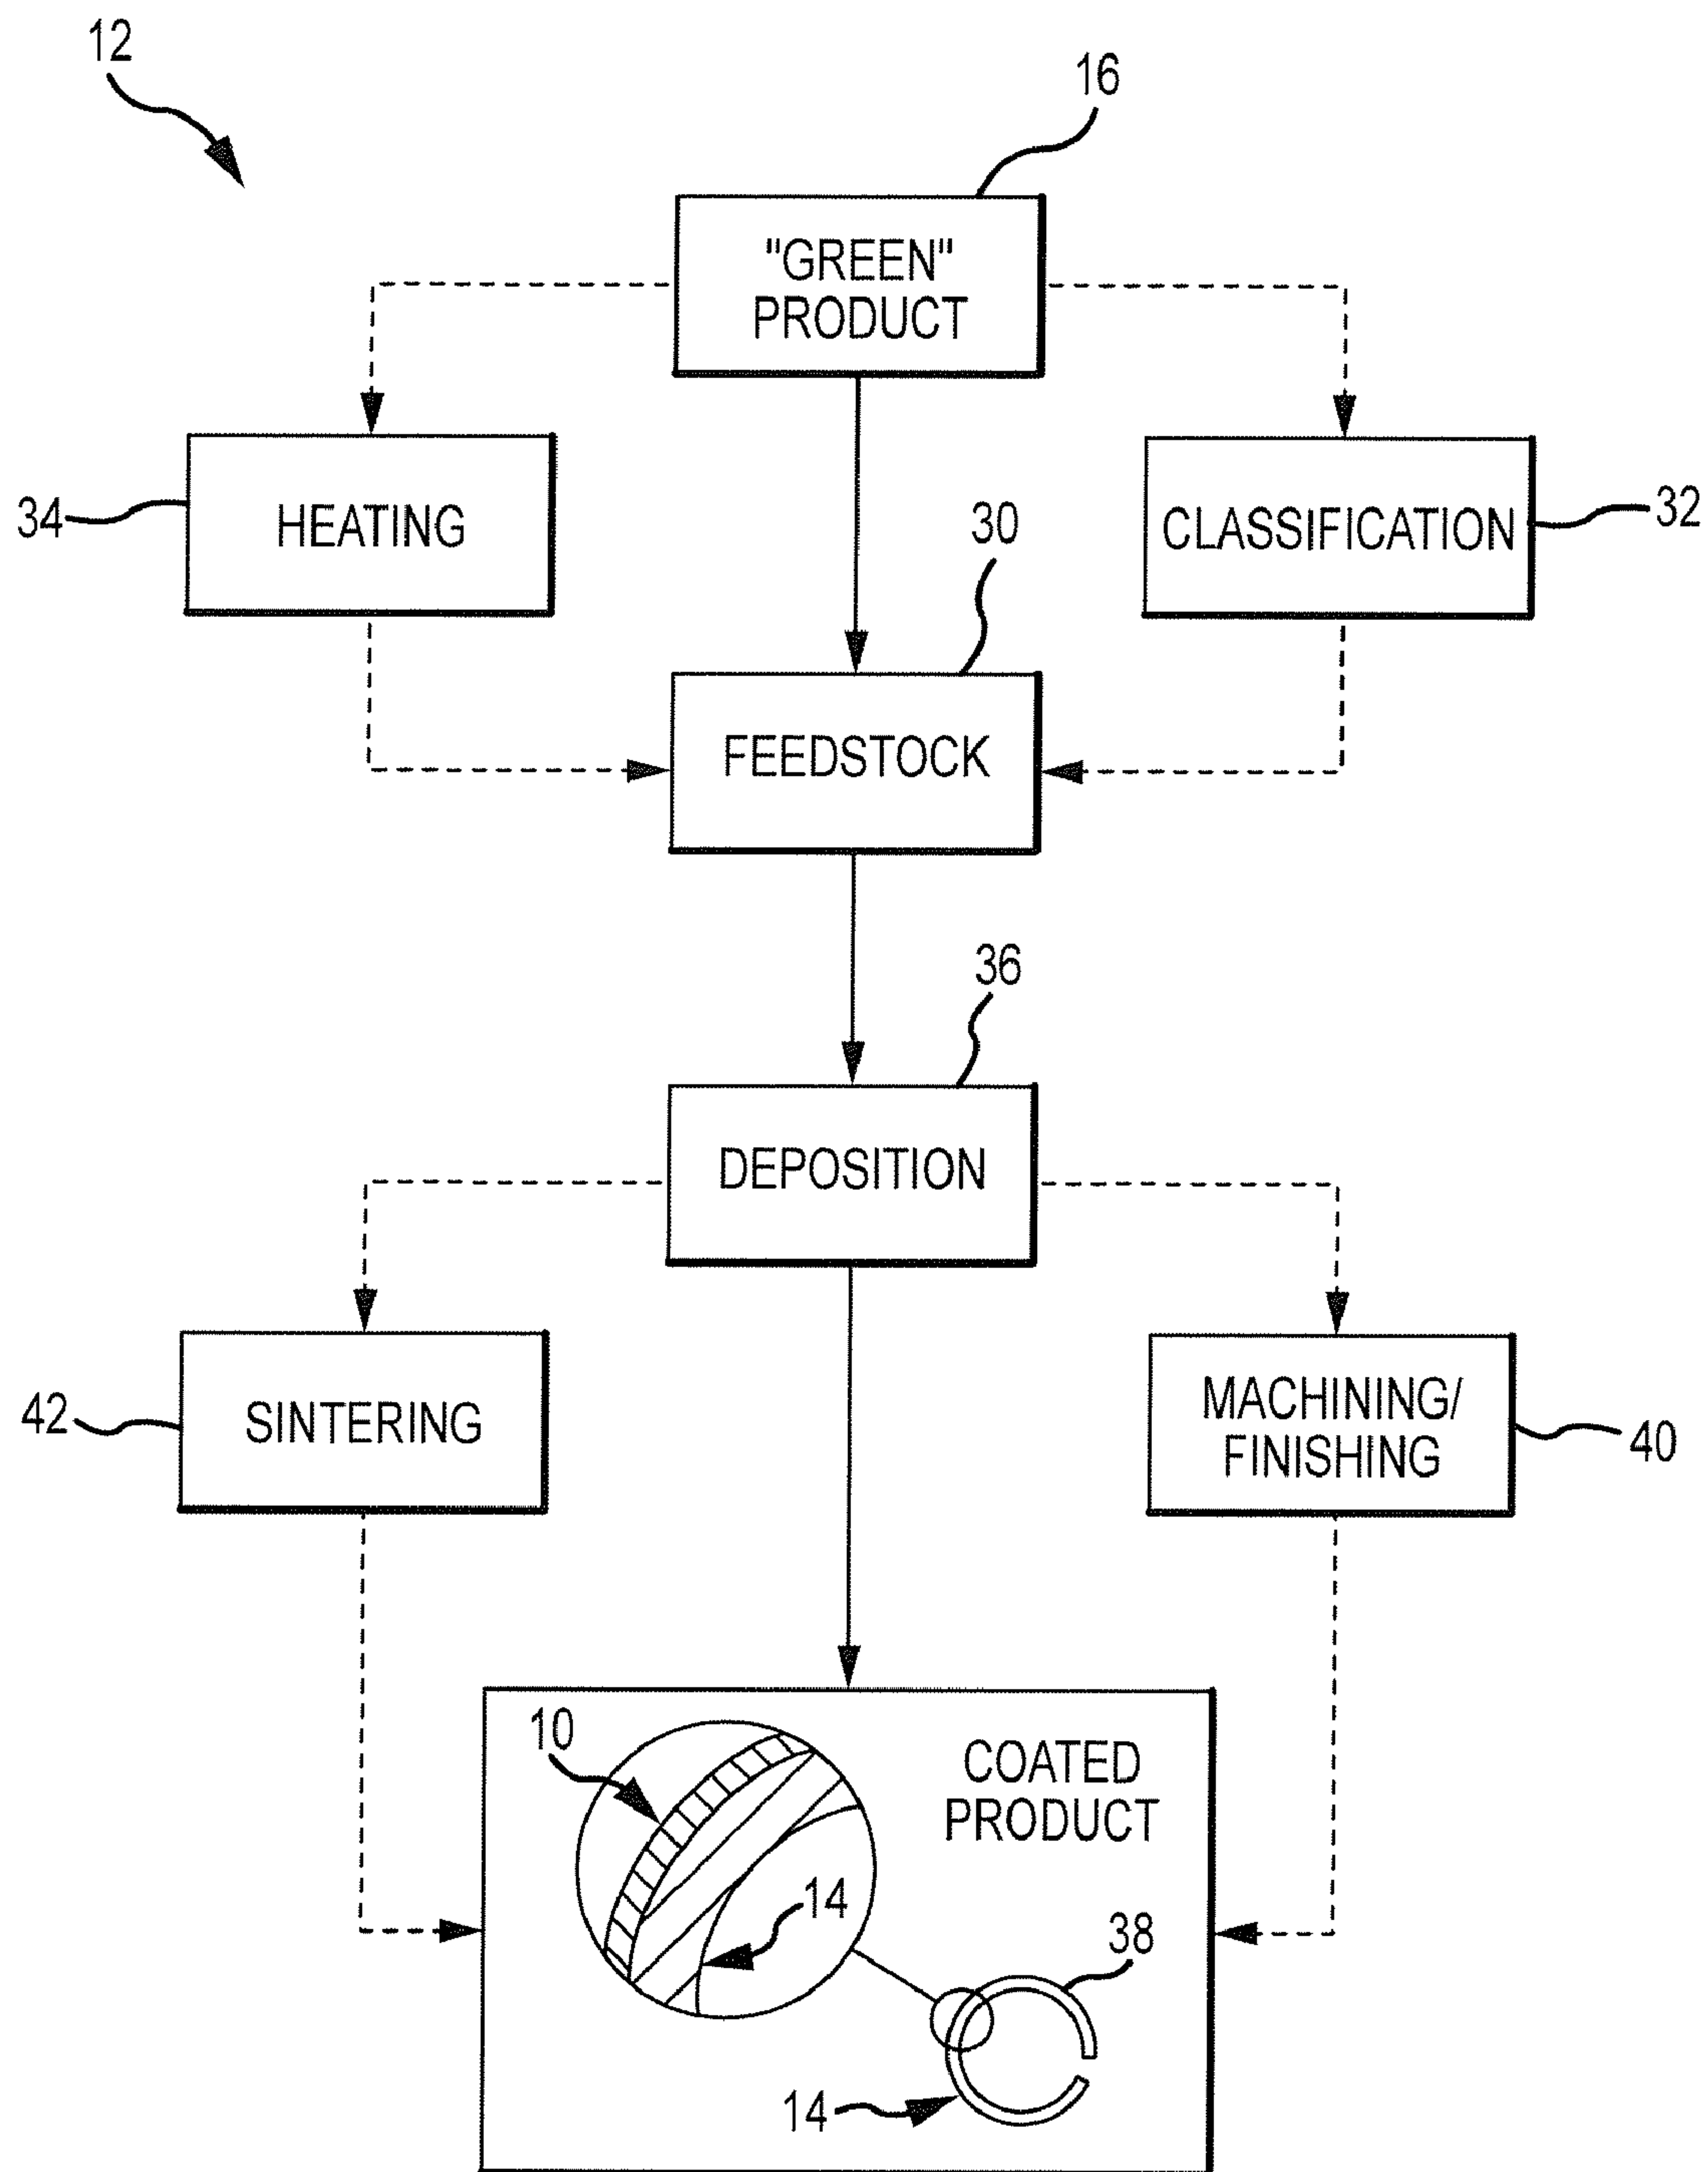 12
16
"GREEN"
PRODUCT
34
HEATING
30
CLASSIFICATION
32
FEEDSTOCK
36
DEPOSITION
42
SINTERING
MACHINING/
FINISHING
40
10
COATED
PRODUCT
14
38
14